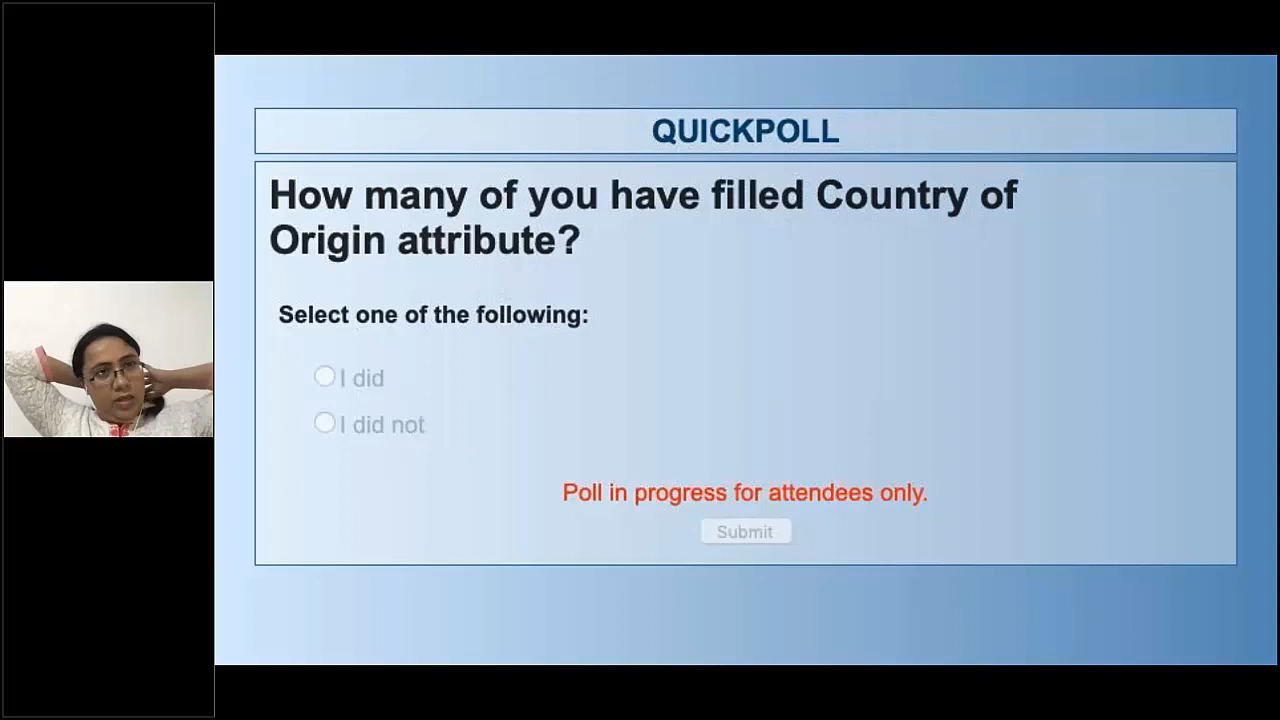 QUICKPOLL
How many of you have filled Country of
Origin attribute?
Select one of the following:
I did
I did not
Poll in progress for attendees only.
Submit